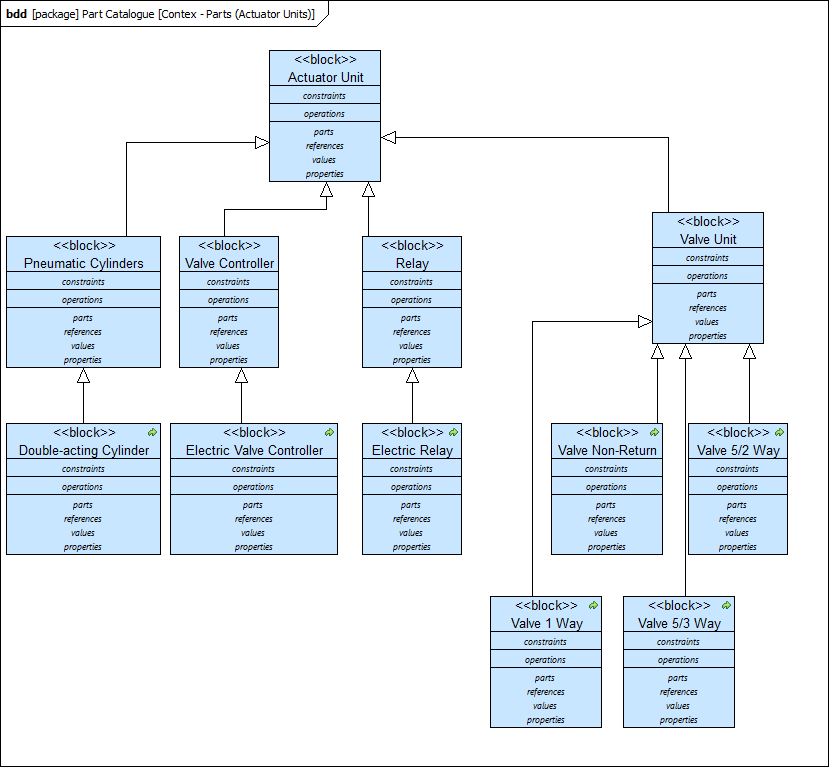 bdd [package] Part Catalogue [Contex - Parts (Actuator Units)]
<<block>>
Actuator Unit
constraints
operations
parts
references
values
properties
<<block>>
Valve Unit
constraints
operations
parts
references
values
properties
<<block>>
Pneumatic Cylinders
constraints
operations
parts
references
values
properties
<<block>>
Valve Controller
constraints
operations
parts
references
values
properties
<<block>>
Relay
constraints
operations
parts
references
values
properties
<<block>>
Double-acting Cylinder
constraints
operations
parts
references
values
properties
<<block>>
Electric Valve Controller
constraints
operations
parts
references
values
properties
<<block>>
Electric Relay
constraints
operations
parts
references
values
properties
<<block>>
Valve Non-Return
constraints
operations
parts
references
values
properties
<<block>>
Valve 5/2 Way
constraints
operations
parts
references
values
properties
<<block>>
Valve 1 Way
constraints
operations
parts
references
values
properties
<<block>>
Valve 5/3 Way
constraints
operations
parts
references
values
properties